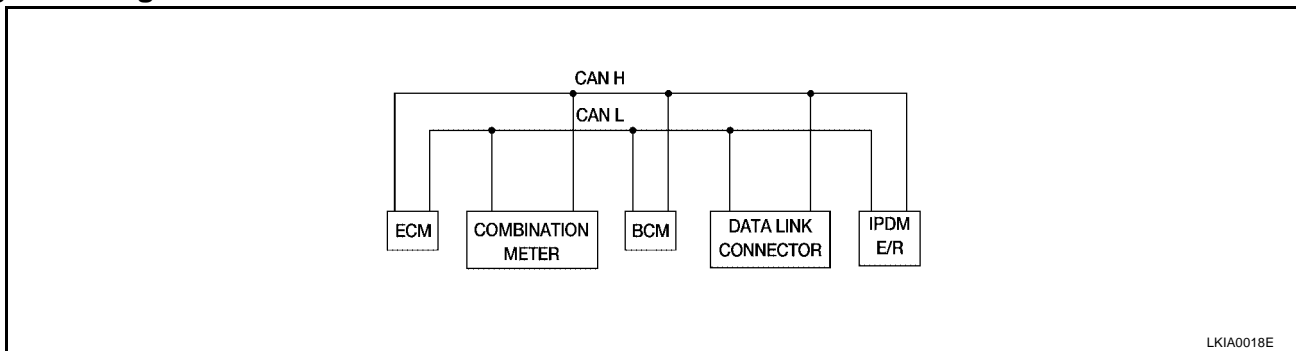 CAN H
CAN L
ECM
COMBINATION
METER
BCM
DATA LINK
CONNECTOR
IPDM
E/R
LKIA0018E